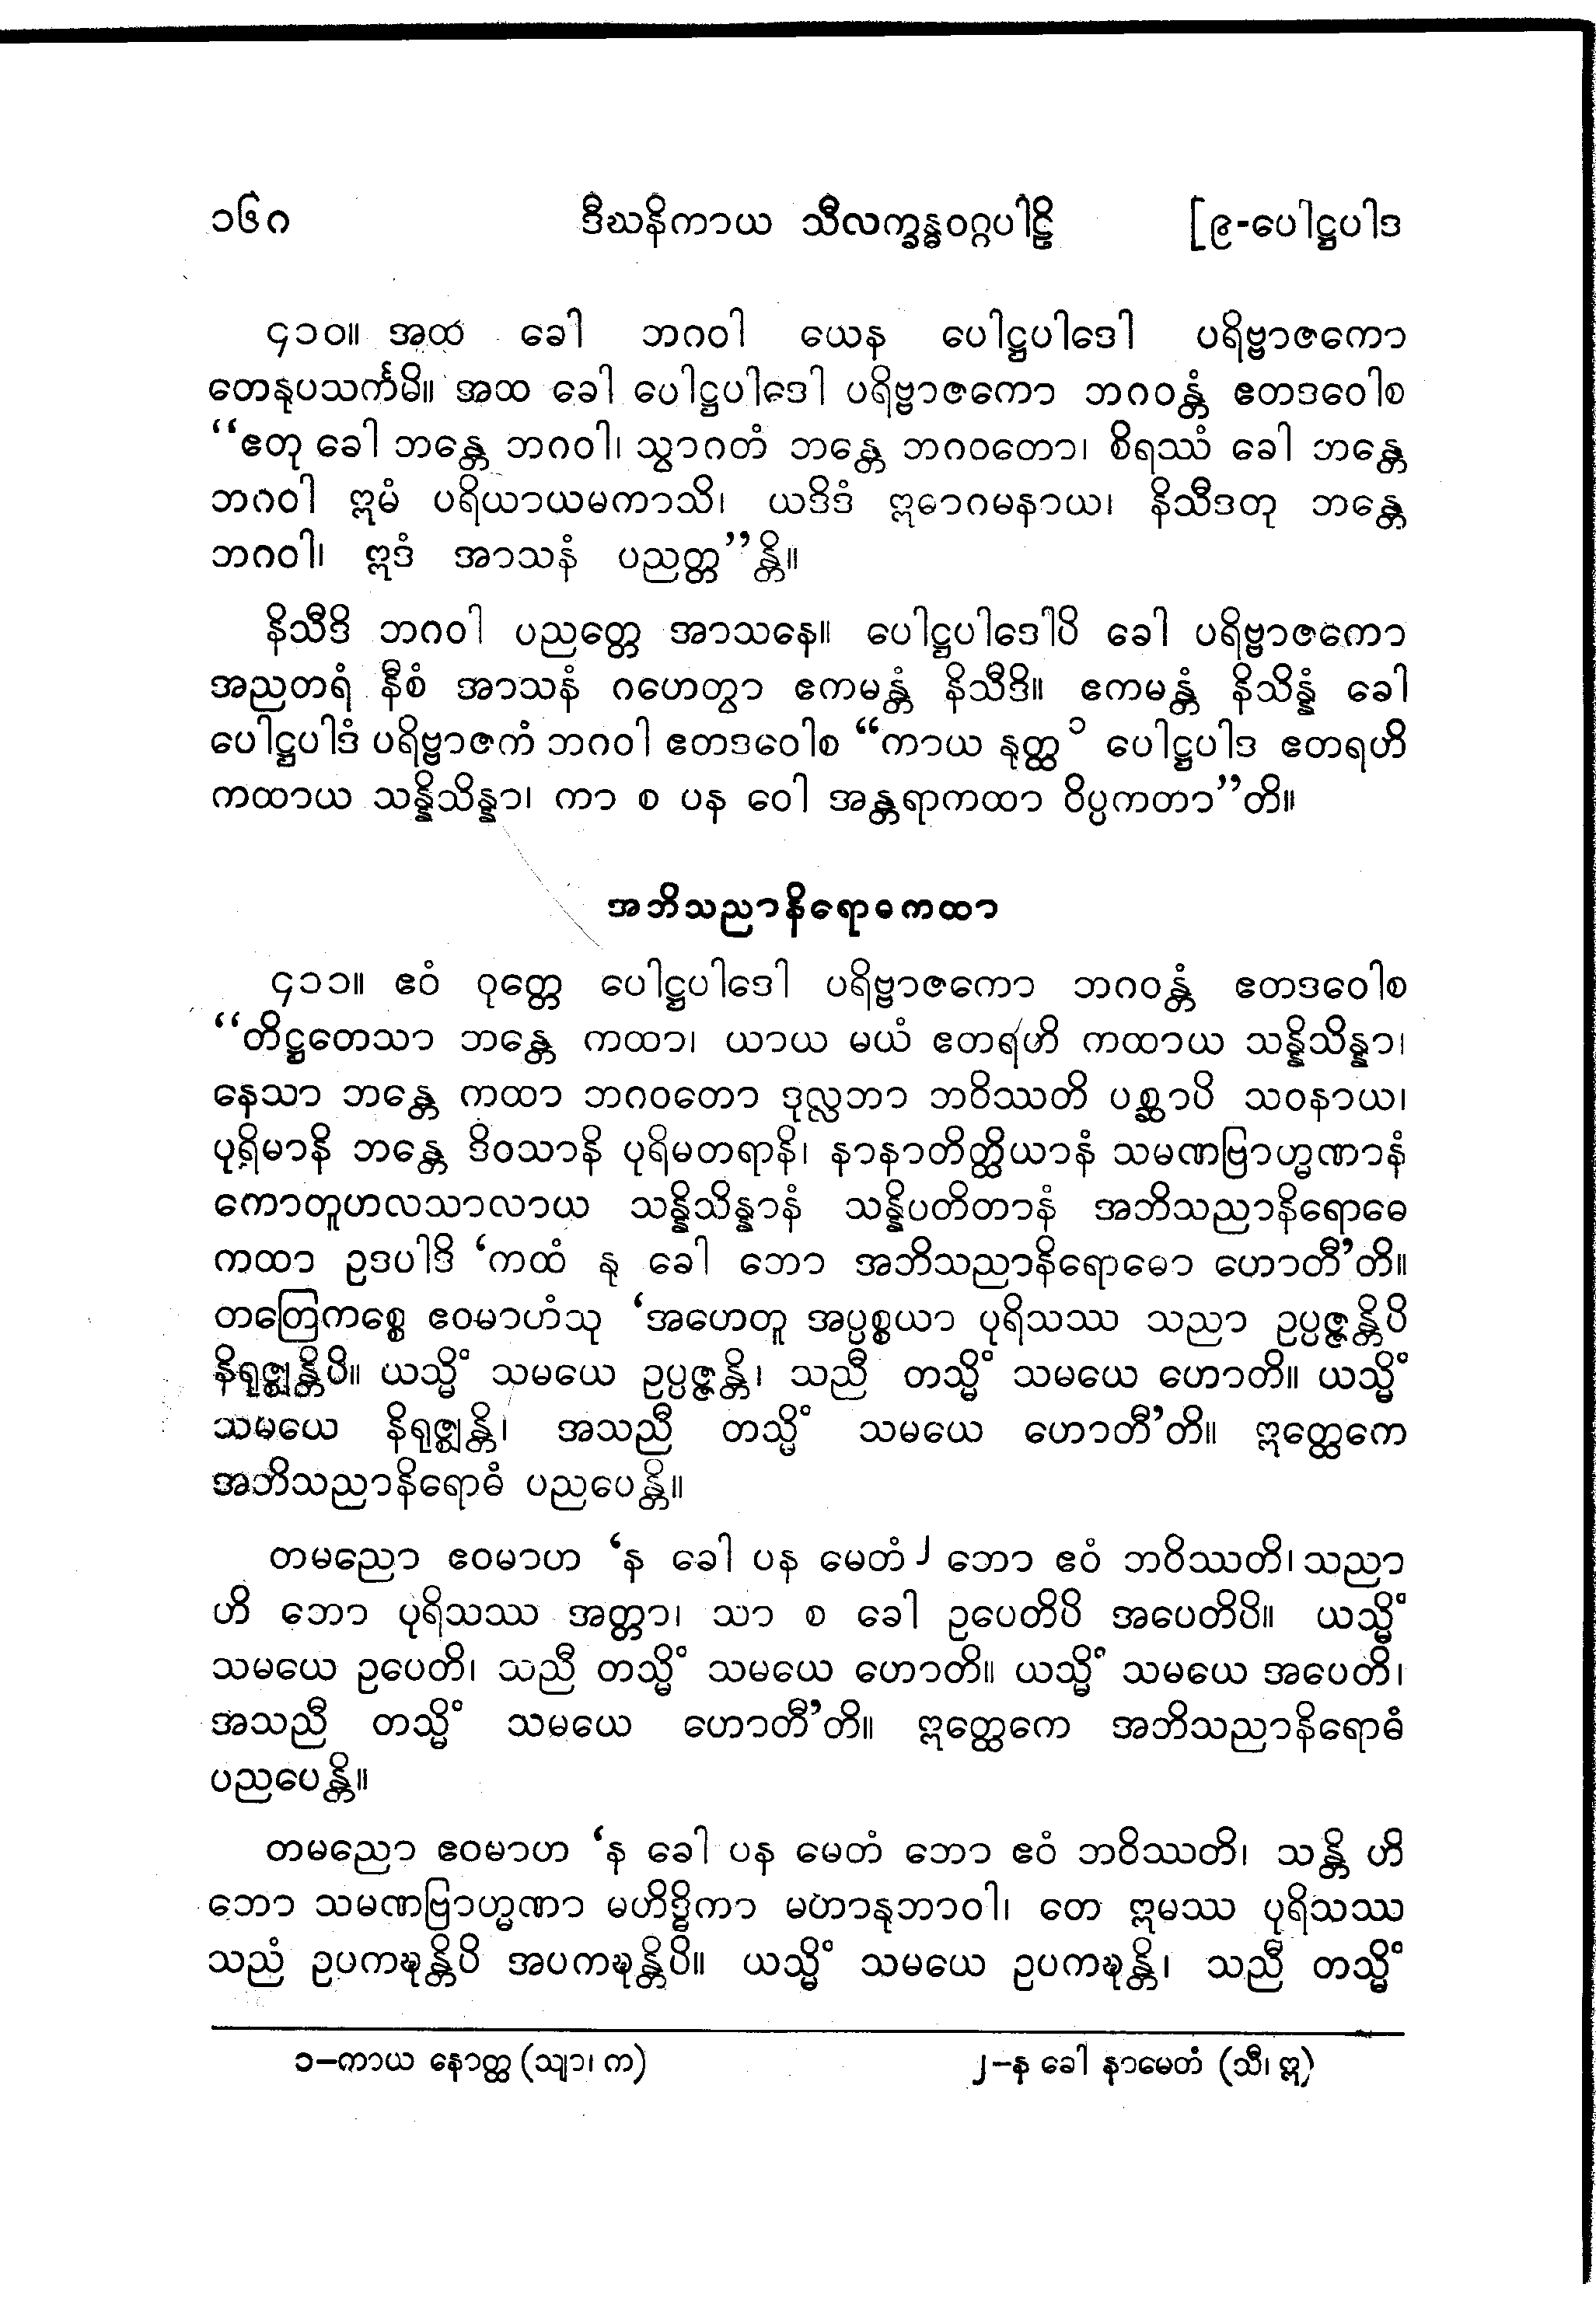 ၁၆၈ ဒီဃနိကာယ သီလက္ခန္ဓဝဂ္ဂပါဠိ [၉-ပေါဋ္ဌပါဒ
၄၁၀။ အထ ခေါ ဘဂဝါ ယေန ပေါဋ္ဌပါဒေါ ပရိဗ္ဗာဇကော
တေနုပသင်္ကမိ။ အထ ခေါ ပေါဋ္ဌပါဒေါ ပရိဗ္ဗာဇကော ဘဂဝန္တံ ဧတဒဝေါစ
“ဧတု ခေါ ဘန္တေ ဘဂဝါ၊ သွာဂတံ ဘန္တေ ဘဂဝတော၊ စိရဿံ ခေါ ဘန္တေ
ဘဂဝါ ဣမံ ပရိယာယမကာသိ၊ ယဒိဒံ ဣဓာဂမနာယ၊ နိသီဒတု ဘန္တေ
ဘဂဝါ၊ ဣဒံ အာသနံ ပညတ္တ”န္တိ။
နိသီဒိ ဘဂဝါ ပညတ္တေ အာသနေ။ ပေါဋ္ဌပါဒေါပိ ခေါ ပရိဗ္ဗာဇကော
အညတရံ နီစံ အာသနံ ဂဟေတွာ ဧကမန္တံ နိသီဒိ။ ဧကမန္တံ နိသိန္နံ ခေါ
ပေါဋ္ဌပါဒံ ပရိဗ္ဗာဇကံ ဘဂဝါ ဧတဒဝေါစ “ကာယ နုတ္ထ ၁ ပေါဋ္ဌပါဒ ဧတရဟိ
ကထာယ သန္နိသိန္နာ၊ ကာ စ ပန ဝေါ အန္တရာကထာ ဝိပ္ပကတာ”တိ။
အဘိသညာနိရောဓကထာ
၄၁၁။ ဧဝံ ဝုတ္တေ ပေါဋ္ဌပါဒေါ ပရိဗ္ဗာဇကော ဘဂဝန္တံ ဧတဒဝေါစ
“တိဋ္ဌတေသာ ဘန္တေ ကထာ၊ ယာယ မယံ ဧတရဟိ ကထာယ သန္နိသိန္နာ၊
နေသာ ဘန္တေ ကထာ ဘဂဝတော ဒုလ္လဘာ ဘဝိဿတိ ပစ္ဆာပိ သဝနာယ၊
ပုရိမာနိ ဘန္တေ ဒိဝသာနိ ပုရိမတရာနိ၊ နာနာတိတ္ထိယာနံ သမဏဗြာဟ္မဏာနံ
ကောတူဟလသာလာယ သန္နိသိန္နာနံ သန္နိပတိတာနံ အဘိသညာနိရောဓေ
ကထာ ဥဒပါဒိ ‘ကထံ နု ခေါ ဘော အဘိသညာနိရောဓော ဟောတီ’တိ။
တတြေကစ္စေ ဧဝမာဟံသု ‘အဟေတူ အပ္ပစ္စယာ ပုရိသဿ သညာ ဥပ္ပဇ္ဇန္တိပိ
နိရုဇ္ဈန္တိပိ။ ယသ္မိံ သမယေ ဥပ္ပဇ္ဇန္တိ၊ သညီ တသ္မိံ သမယေ ဟောတိ။ ယသ္မိံ
သမယေ နိရုဇ္ဈန္တိ၊ အသညီ တသ္မိံ သမယေ ဟောတီ’တိ။ ဣတ္ထေကေ
အဘိသညာနိရောဓံ ပညပေန္တိ။
တမညော ဧဝမာဟ ‘န ခေါ ပန မေတံ ၂ ဘော ဧဝံ ဘဝိဿတိ၊ သညာ
ဟိ ဘော ပုရိသဿ အတ္တာ၊ သာ စ ခေါ ဥပေတိပိ အပေတိပိ။ ယသ္မိံ
သမယေ ဥပေတိ၊ သညီ တသ္မိံ သမယေ ဟောတိ။ ယသ္မိံ သမယေ အပေတိ၊
အသညီ တသ္မိံ သမယေ ဟောတီ’တိ။ ဣတ္ထေကေ အဘိသညာနိရောဓံ
ပညပေန္တိ။
တမညော ဧဝမာဟ ‘န ခေါ ပန မေတံ ဘော ဧဝံ ဘဝိဿတိ၊ သန္တိ ဟိ
ဘော သမဏဗြာဟ္မဏာ မဟိဒ္ဓိကာ မဟာနုဘာဝါ၊ တေ ဣမဿ ပုရိသဿ
သညံ ဥပကဍ္ဎန္တိပိ အပကဍ္ဎန္တိပိ။ ယသ္မိံ သမယေ ဥပကဍ္ဎန္တိ၊ သညီ တသ္မိံ
၁–ကာယ နောတ္ထ (သျာ၊ က) ၂–န ခေါ နာမေတံ (သီ၊ ဣ)